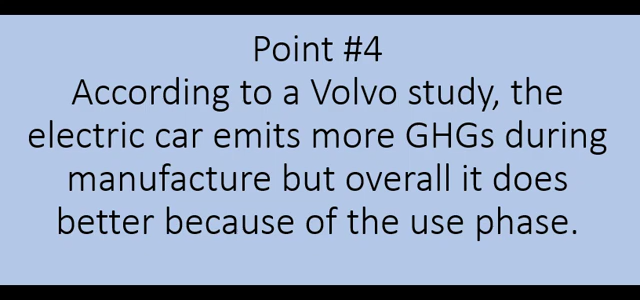 Point #4
According to a Volvo study, the
electric car emits more GHGs during
manufacture but overall it does
better because of the use phase.